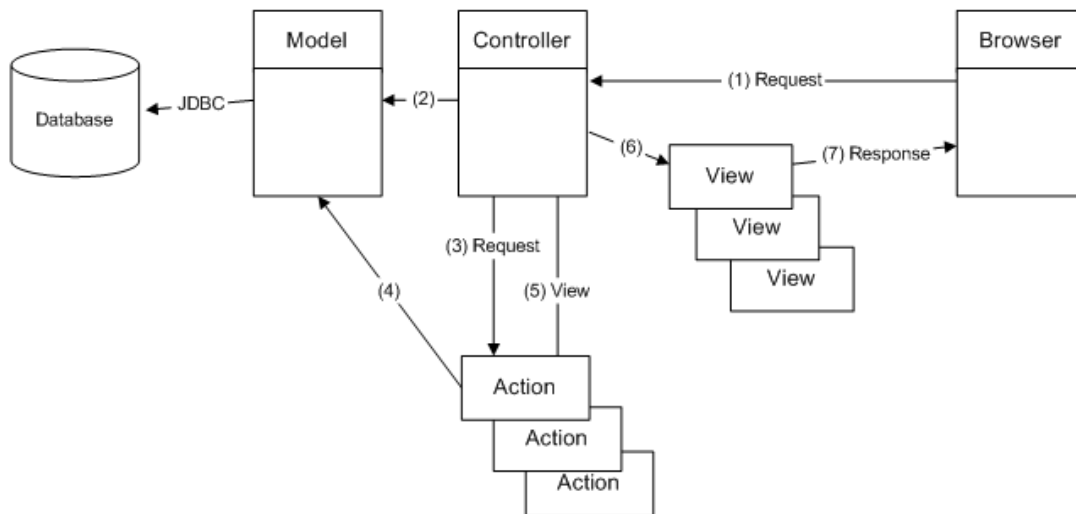 Model
Controller
Browser
(1) Request
JDBC
(2)
Database
(6)
(7) Response
View
View
View
(3) Request
(4)
(5) View
Action
Action
Action